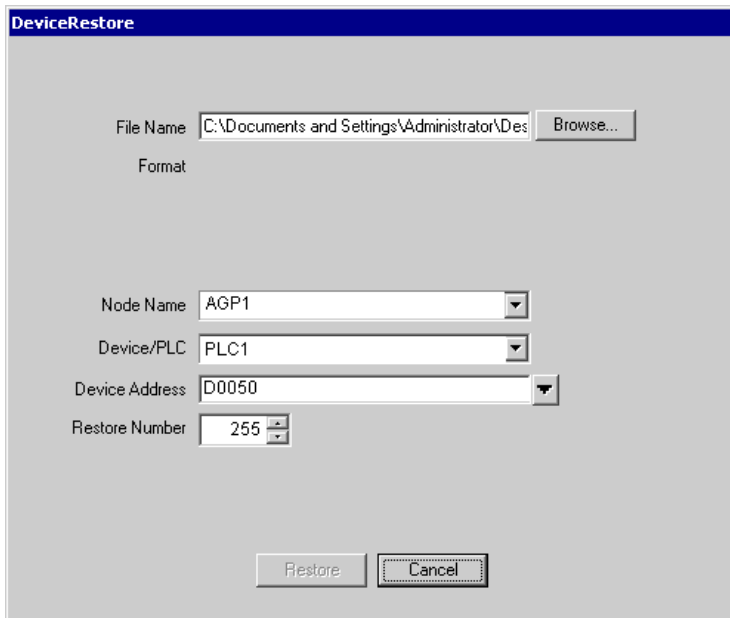 DeviceRestore
File Name C:\Documents and Settings\Administrator\Des Browse...
Format
Node Name AGP1
Device/PLC PLC1
Device Address D0050
Restore Number 255
Restore Cancel